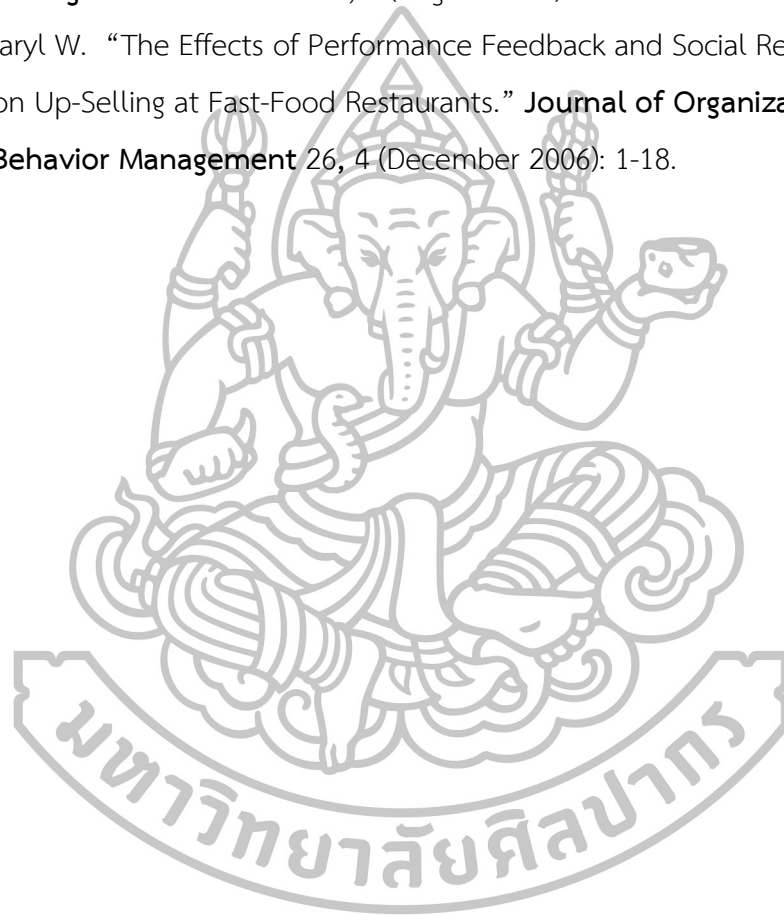 aryl W.  “The Effects of Performance Feedback and Social Re
on Up-Selling at Fast-Food Restaurants.” Journal of Organiza
Behavior Management 26, 4 (December 2006): 1-18.
มหาวิทยาลัยศิลปากร